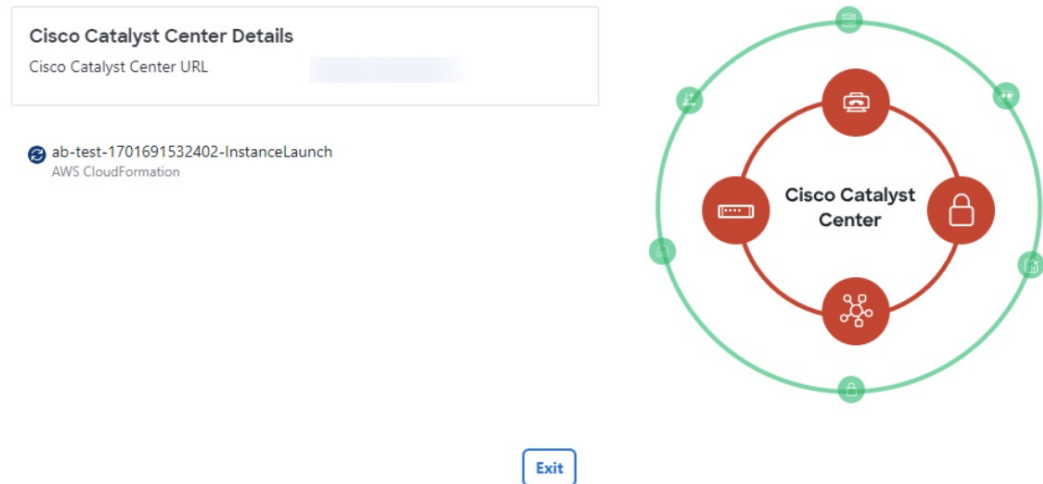 Cisco Catalyst Center Details
Cisco Catalyst Center URL
ab-test-1701691532402-InstanceLaunch
AWS CloudFormation
Cisco Catalyst
Center
Exit